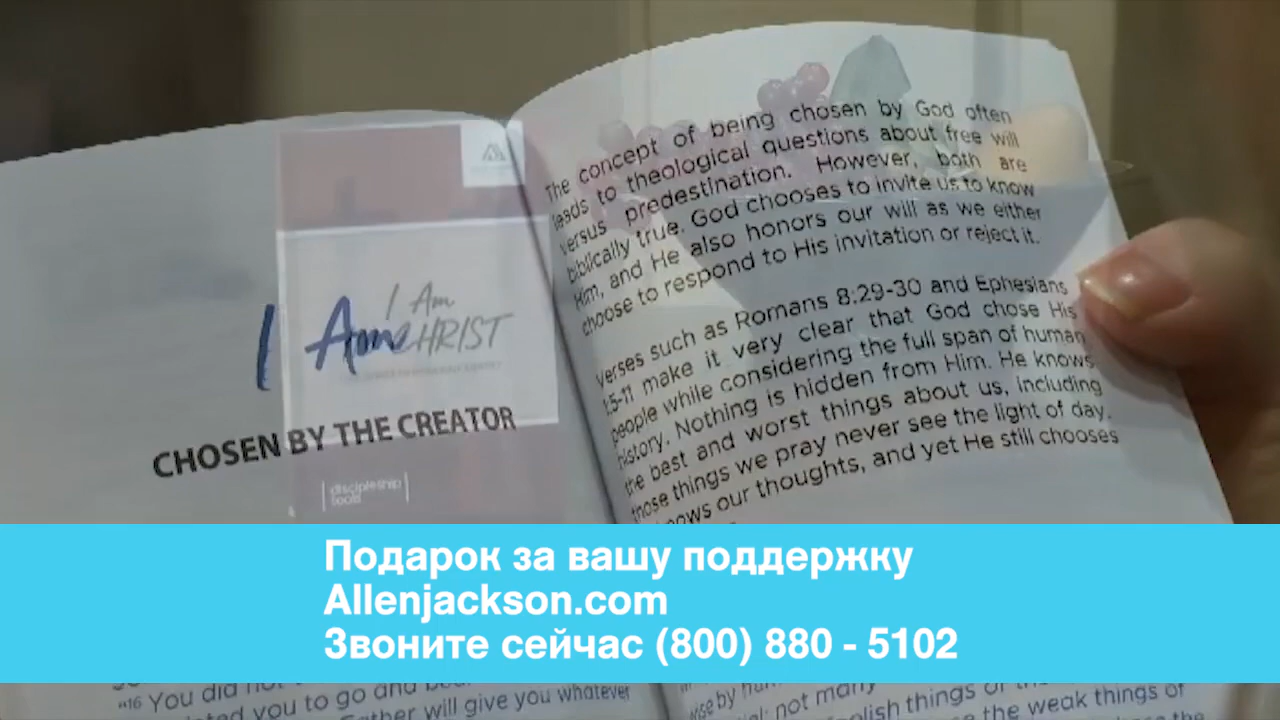 I Am
CHOSEN BY THE CREATOR
I Am
CHRIST
discipleship
tools
The concept of being chosen by God often
leads to theological questions about free will
versus predestination. However, both are
biblically true. God chooses to invite us to know
Him, and He also honors our will as we either
choose to respond to His invitation or reject it.
Verses such as Romans 8:29-30 and Ephesians
1:5-11 make it very clear that God chose His
people while considering the full span of human
history. Nothing is hidden from Him. He knows
the best and worst things about us, including
those things we pray never see the light of day.
knows our thoughts, and yet He still chooses
Подарок за вашу поддержку
Allenjackson.com
Звоните сейчас (800) 880 - 5102
"16 You did
you to go and
will give you whatever
not many
things of
the weak things of